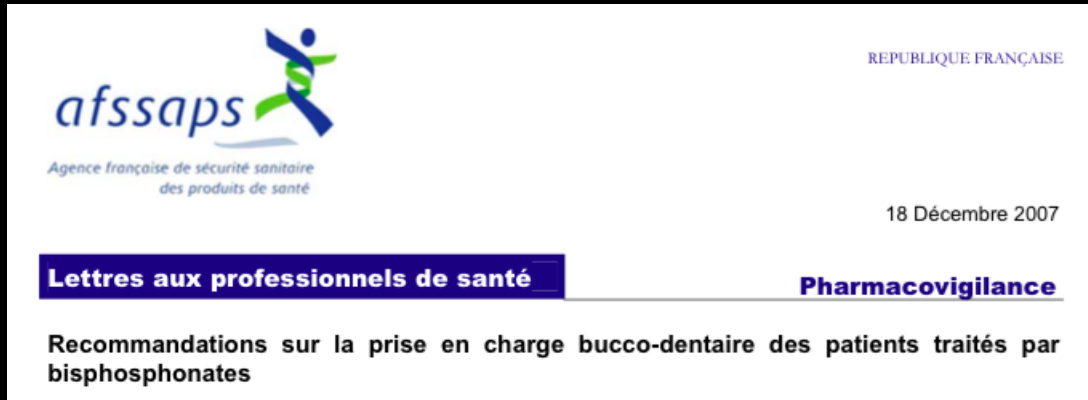 afssaps
Agence française de sécurité sanitaire
des produits de santé
REPUBLIQUE FRANÇAISE
18 Décembre 2007
Lettres aux professionnels de santé
Pharmacovigilance
Recommandations sur la prise en charge bucco-dentaire des patients traités par
bisphosphonates